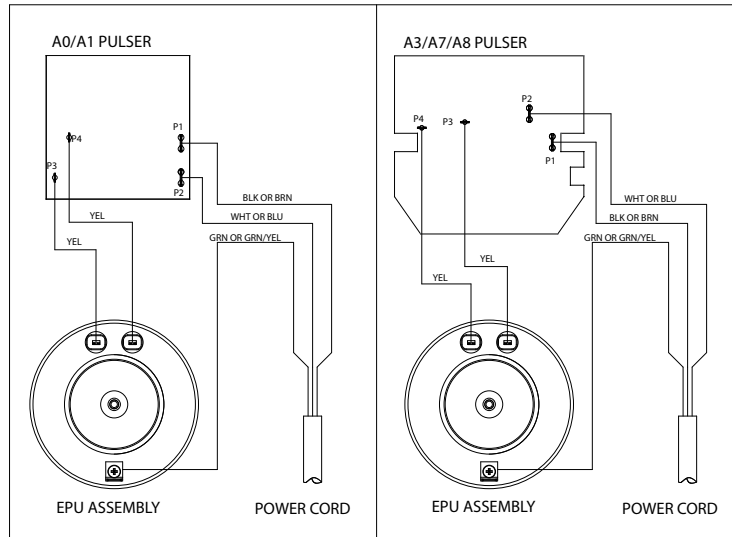 A0/A1 PULSER
P4
P3
P1
P2
BLK OR BRN
WHT OR BLU
GRN OR GRN/YEL
YEL
YEL
EPU ASSEMBLY
POWER CORD
A3/A7/A8 PULSER
P4
P3
P2
P1
WHT OR BLU
BLK OR BRN
GRN OR GRN/YEL
YEL
YEL
EPU ASSEMBLY
POWER CORD